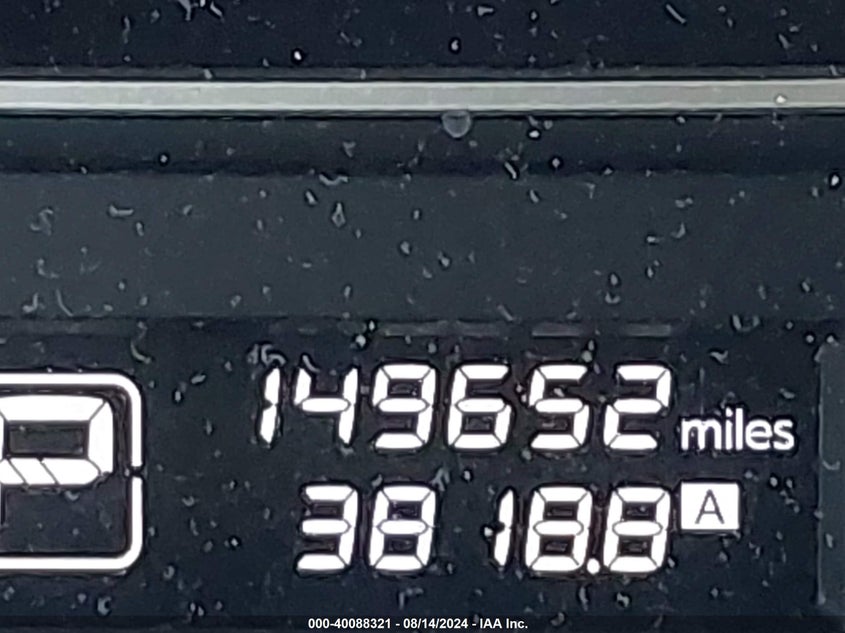 149652 miles
P
3818.8 A
000-40088321 - 08/14/2024 - IAA Inc.